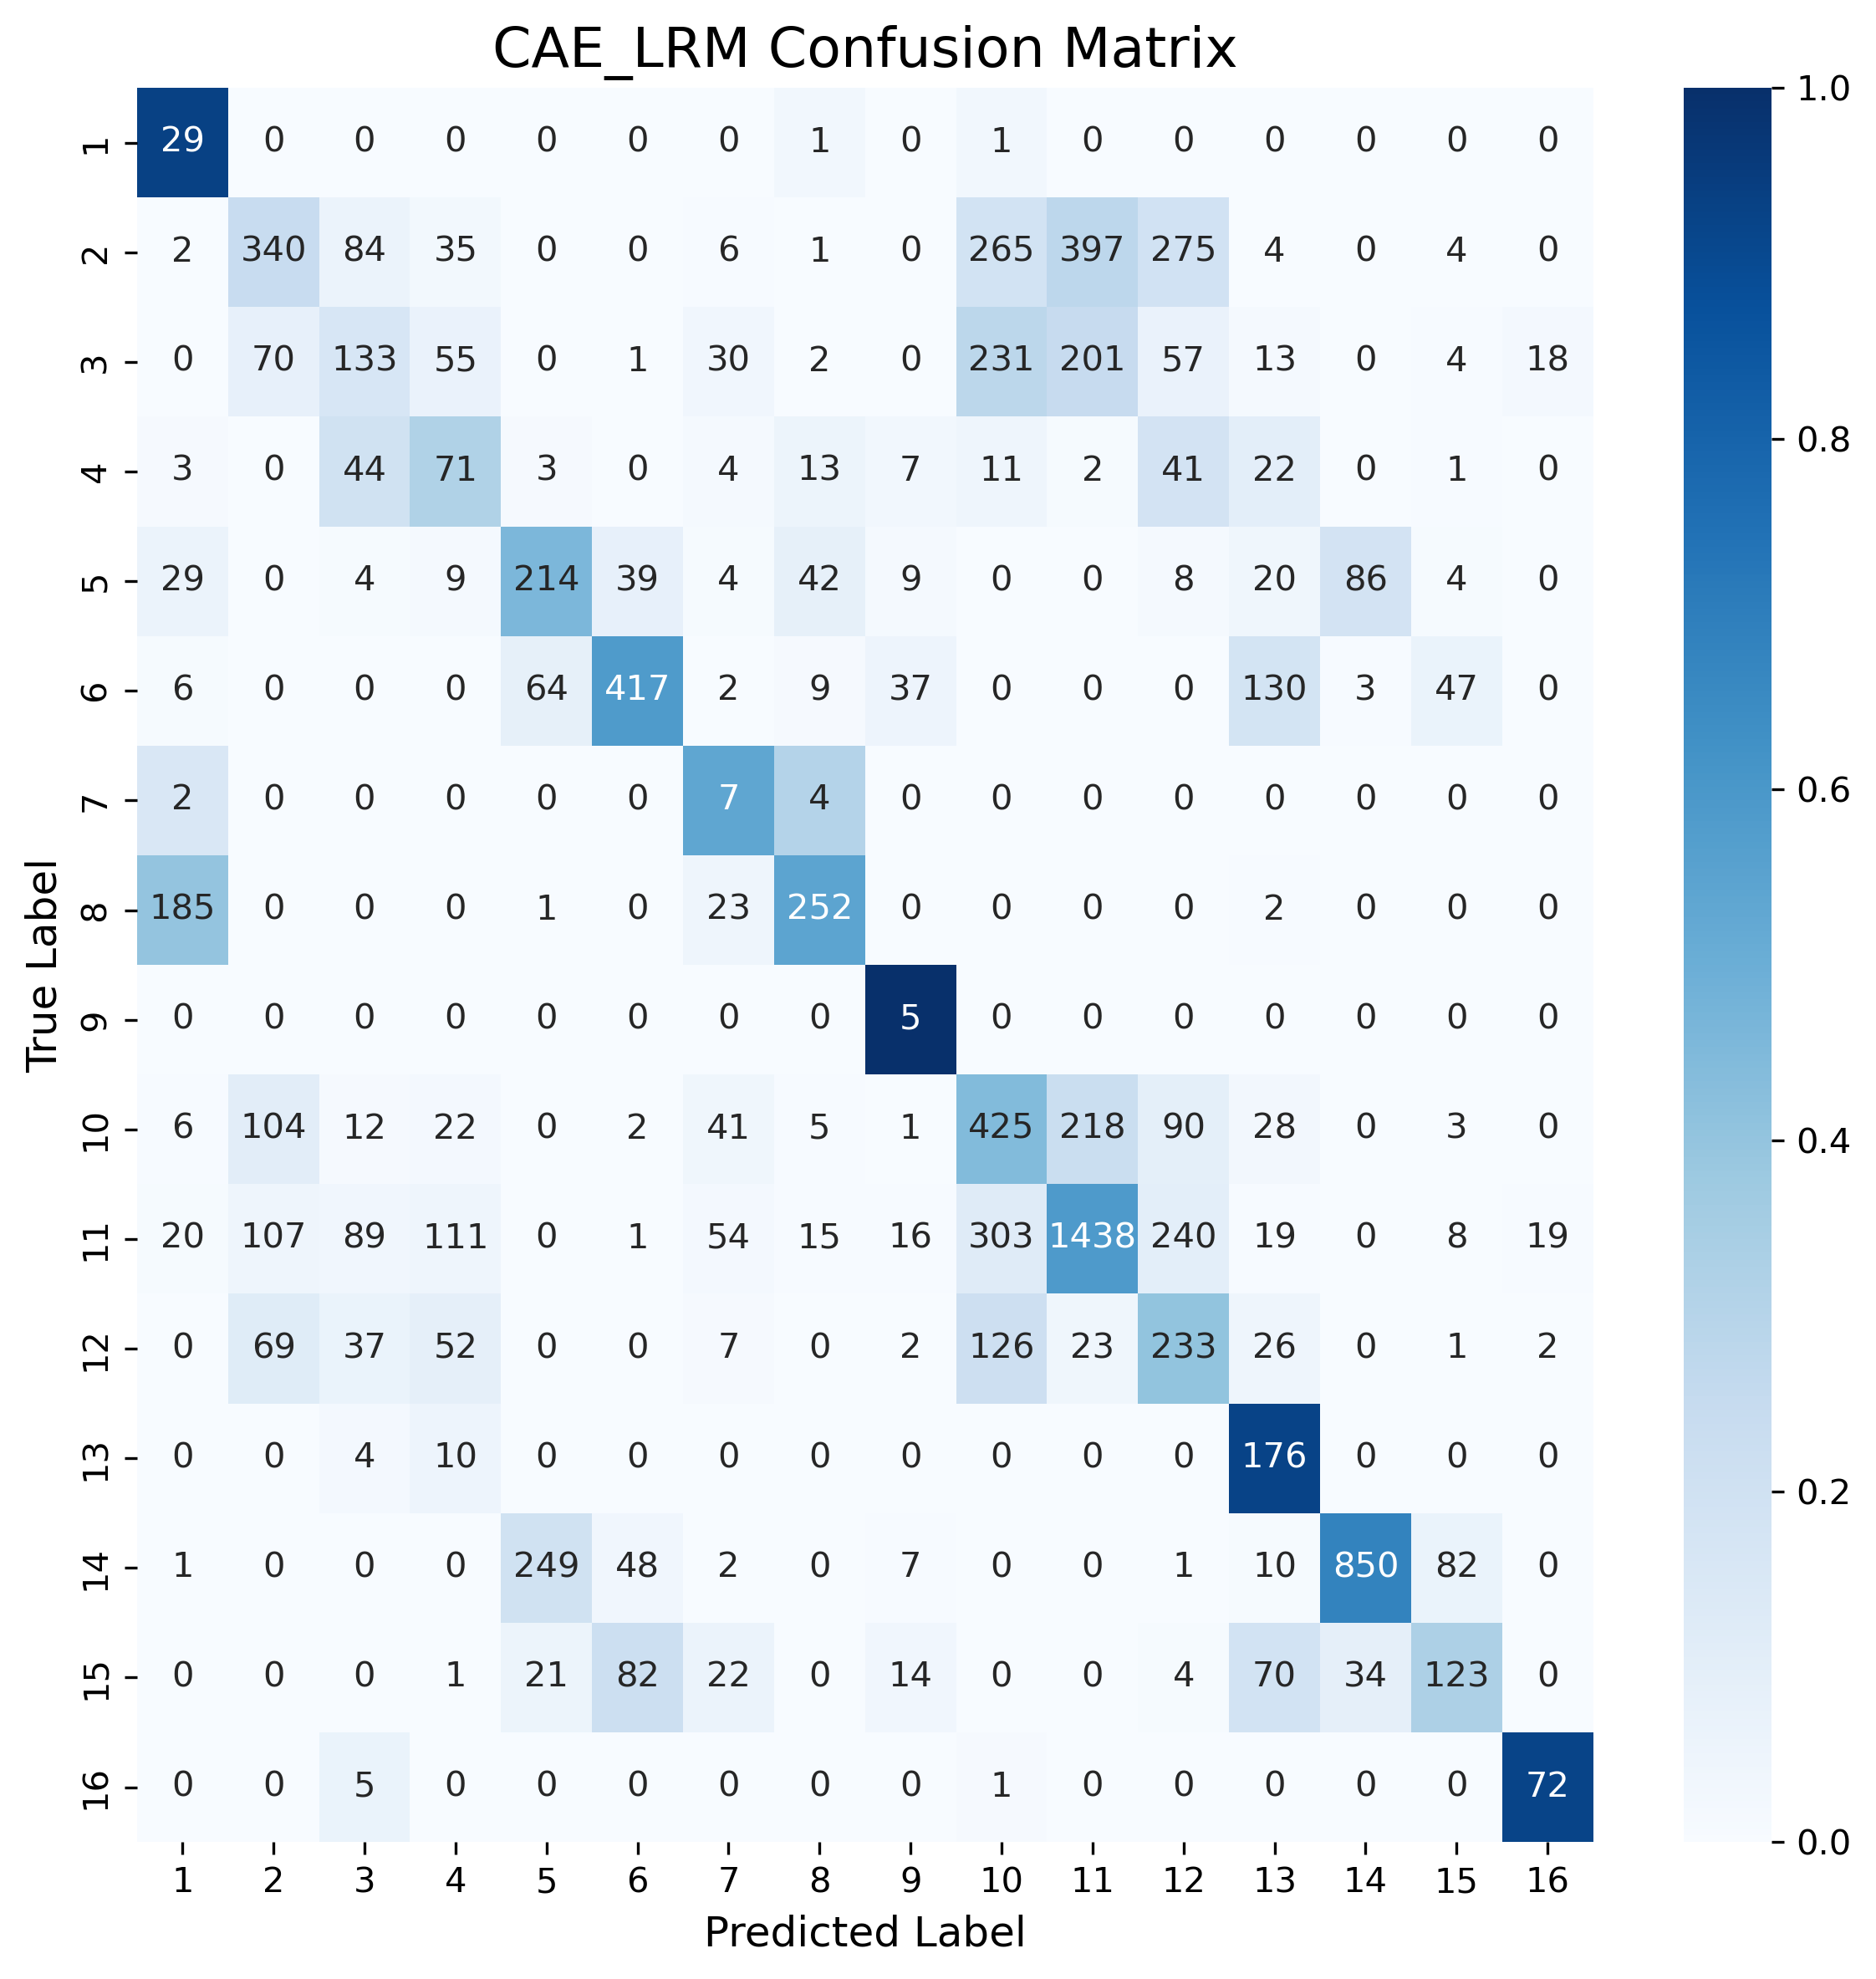 CAE_LRM Confusion Matrix
1 29 0 0 0 0 0 0 1 0 1 0 0 0 0 0 0
2 2 340 84 35 0 0 6 1 0 265 397 275 4 0 4 0
3 0 70 133 55 0 1 30 2 0 231 201 57 13 0 4 18
4 3 0 44 71 3 0 4 13 7 11 2 41 22 0 1 0
5 29 0 4 9 214 39 4 42 9 0 0 8 20 86 4 0
6 6 0 0 0 64 417 2 9 37 0 0 0 130 3 47 0
7 2 0 0 0 0 0 7 4 0 0 0 0 0 0 0 0
8 185 0 0 0 1 0 23 252 0 0 0 0 2 0 0 0
9 0 0 0 0 0 0 0 0 5 0 0 0 0 0 0 0
10 6 104 12 22 0 2 41 5 1 425 218 90 28 0 3 0
11 20 107 89 111 0 1 54 15 16 303 1438 240 19 0 8 19
12 0 69 37 52 0 0 7 0 2 126 23 233 26 0 1 2
13 0 0 4 10 0 0 0 0 0 0 0 0 176 0 0 0
14 1 0 0 0 249 48 2 0 7 0 0 1 10 850 82 0
15 0 0 0 1 21 82 22 0 14 0 0 4 70 34 123 0
16 0 0 5 0 0 0 0 0 0 1 0 0 0 0 0 72
1 2 3 4 5 6 7 8 9 10 11 12 13 14 15 16
Predicted Label
True Label
1.0
0.8
0.6
0.4
0.2
0.0